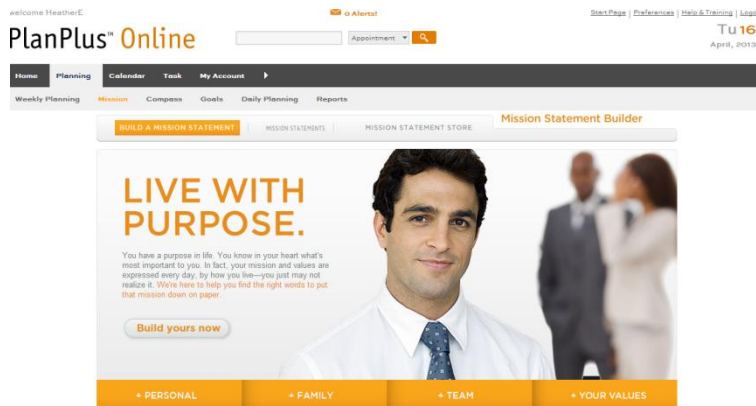 welcome HeatherE
0 Alerts!
Start Page | Preferences | Help & Training |
PlanPlus™ Online
Appointment
Tu 16
April, 2013
Home Planning Calendar Task My Account
Weekly Planning Mission Compass Goals Daily Planning Reports
BUILD A MISSION STATEMENT | MISSION STATEMENTS | MISSION STATEMENT STORE
Mission Statement Builder
LIVE WITH
PURPOSE.
You have a purpose in life. You know in your heart what's
most important to you. In fact, your mission and values are
expressed every day, by how you live—you just may not
realize it. We're here to help you find the right words to put
that mission down on paper.
Build yours now
+ PERSONAL
+ FAMILY
+ TEAM
+ YOUR VALUES